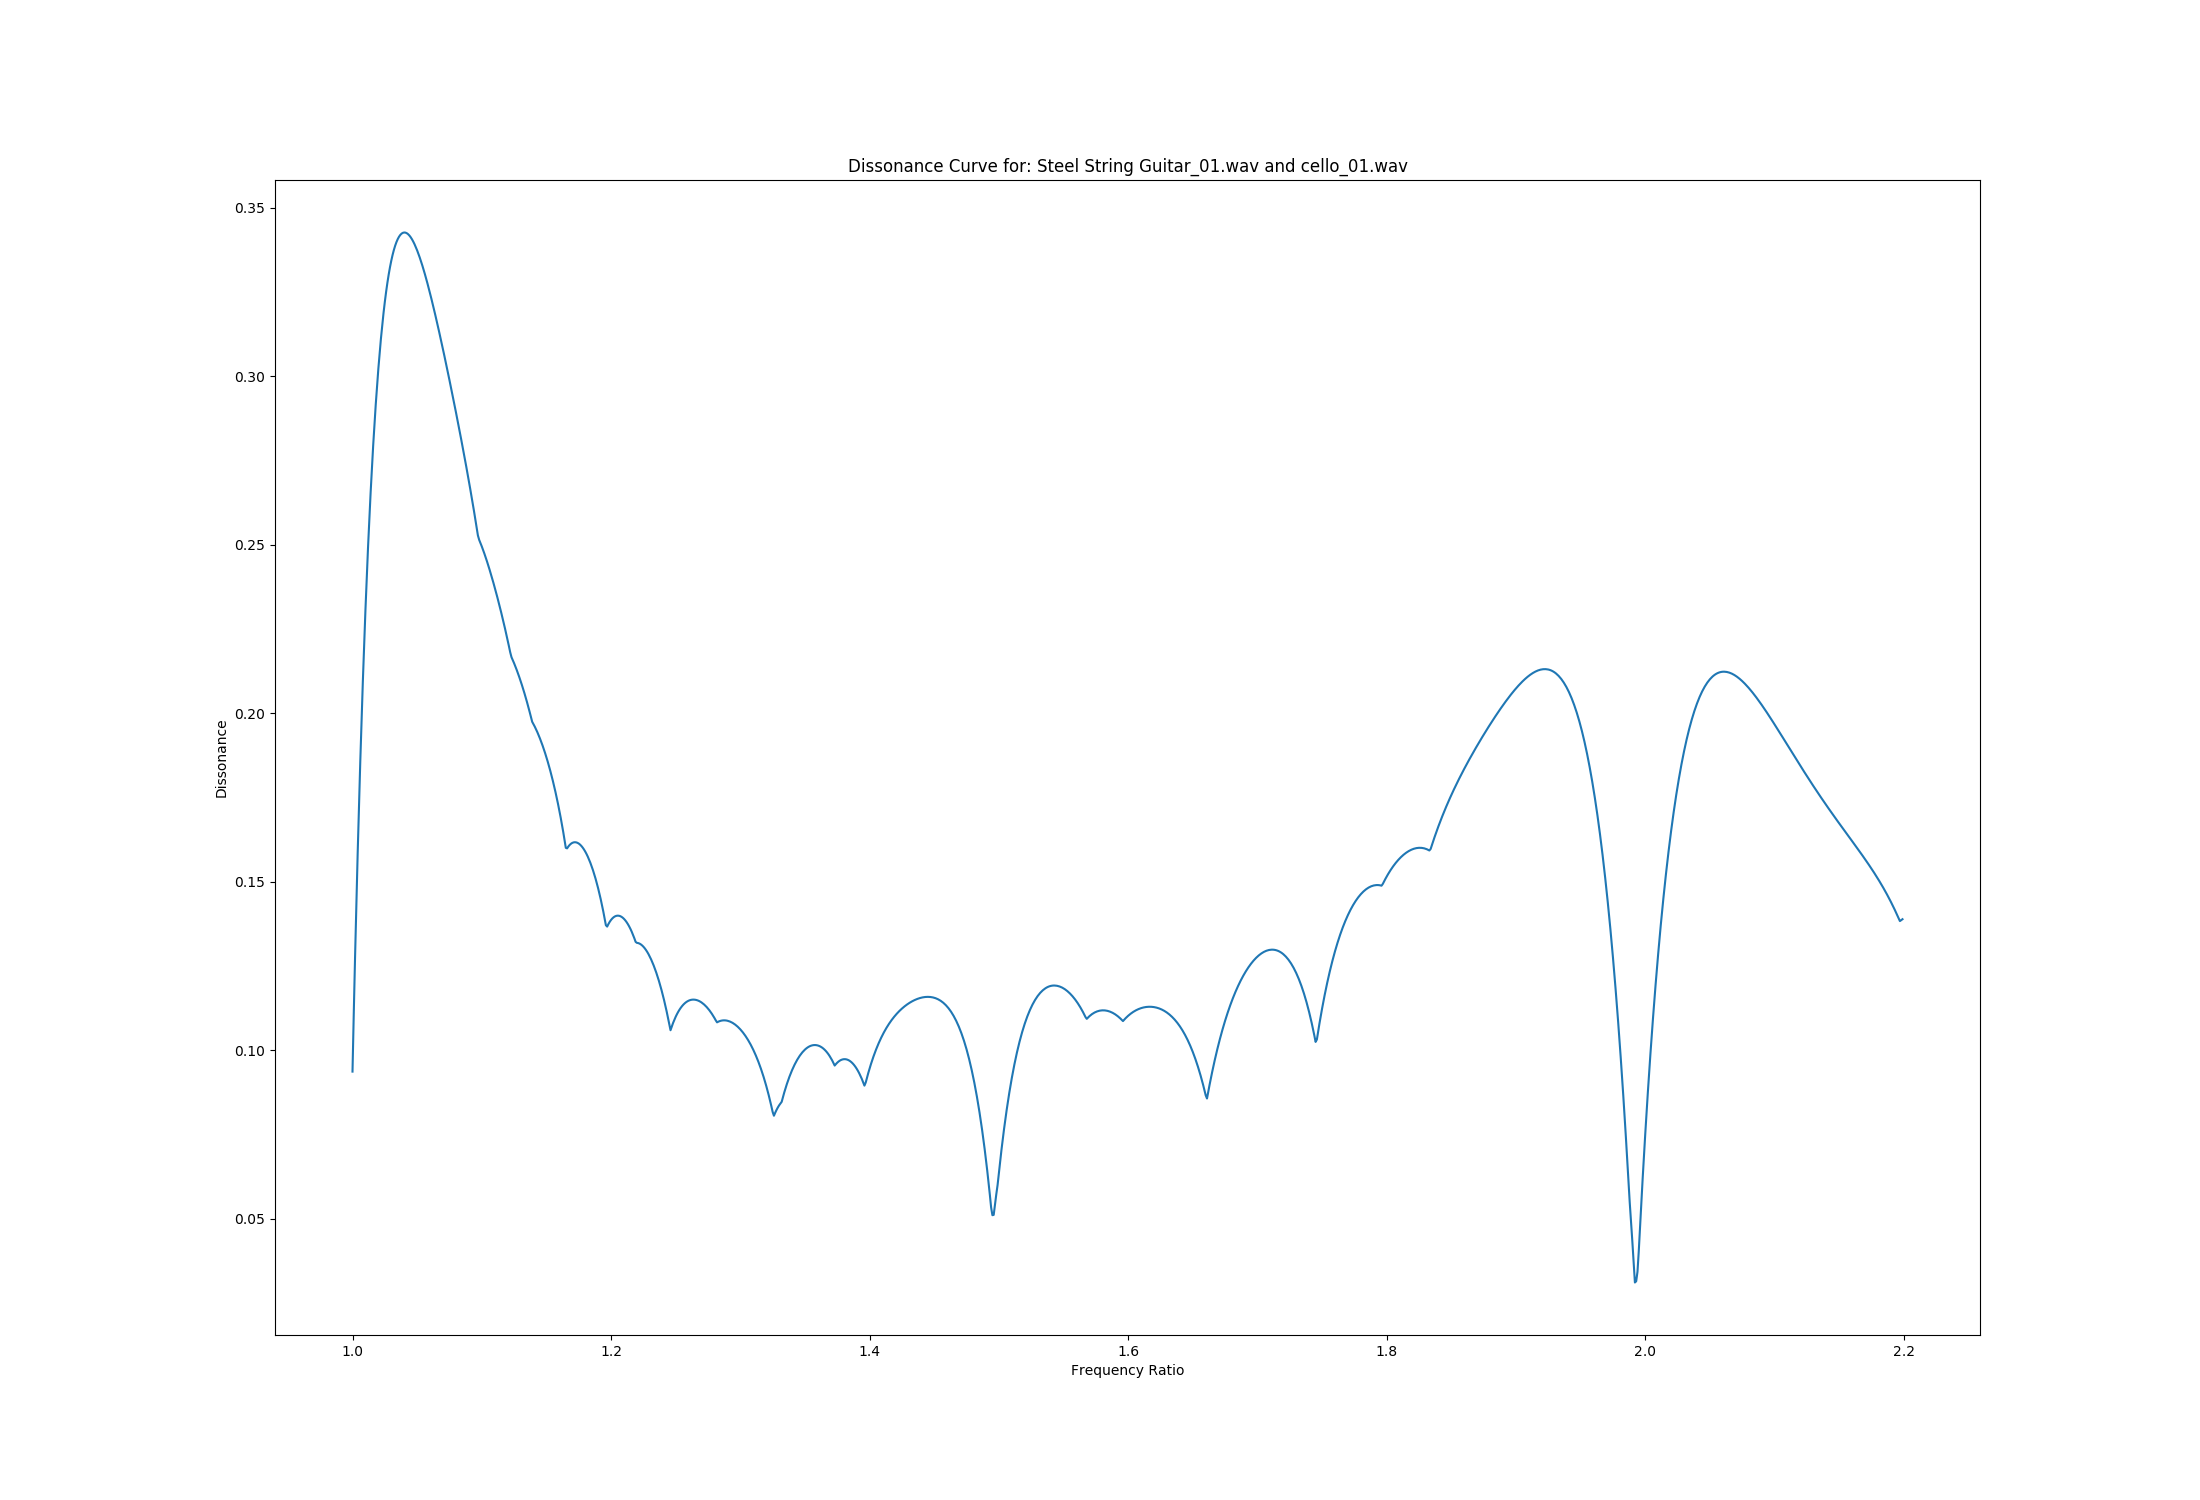 Dissonance Curve for: Steel String Guitar_01.wav and cello_01.wav
0.35
0.30
0.25
0.20
0.15
0.10
0.05
Dissonance
1.0 1.2 1.4 1.6 1.8 2.0 2.2
Frequency Ratio